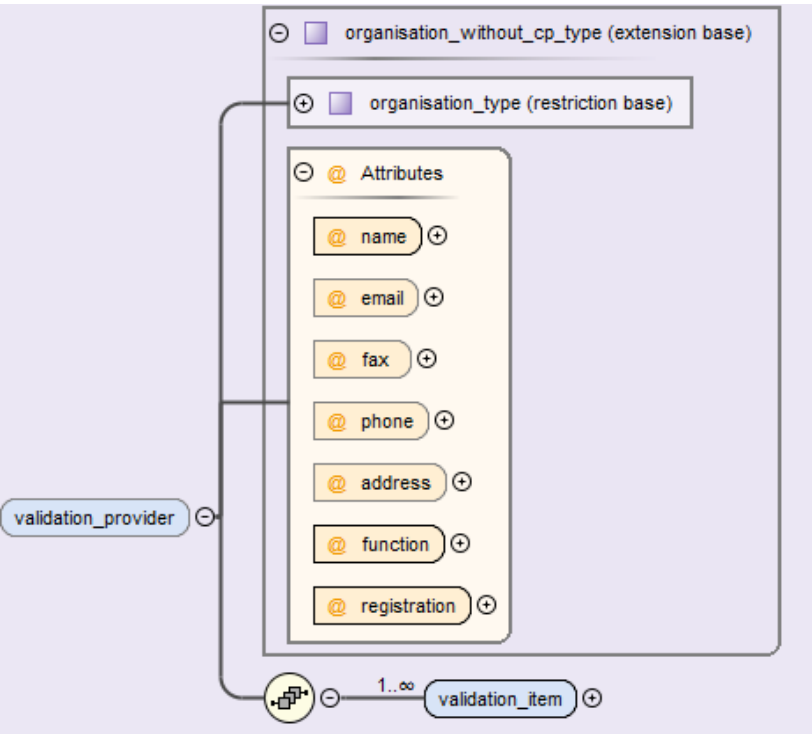 organisation_without_cp_type (extension base)
organisation_type (restriction base)
@ Attributes
@ name
@ email
@ fax
@ phone
@ address
validation_provider
@ function
@ registration
1..∞
validation_item